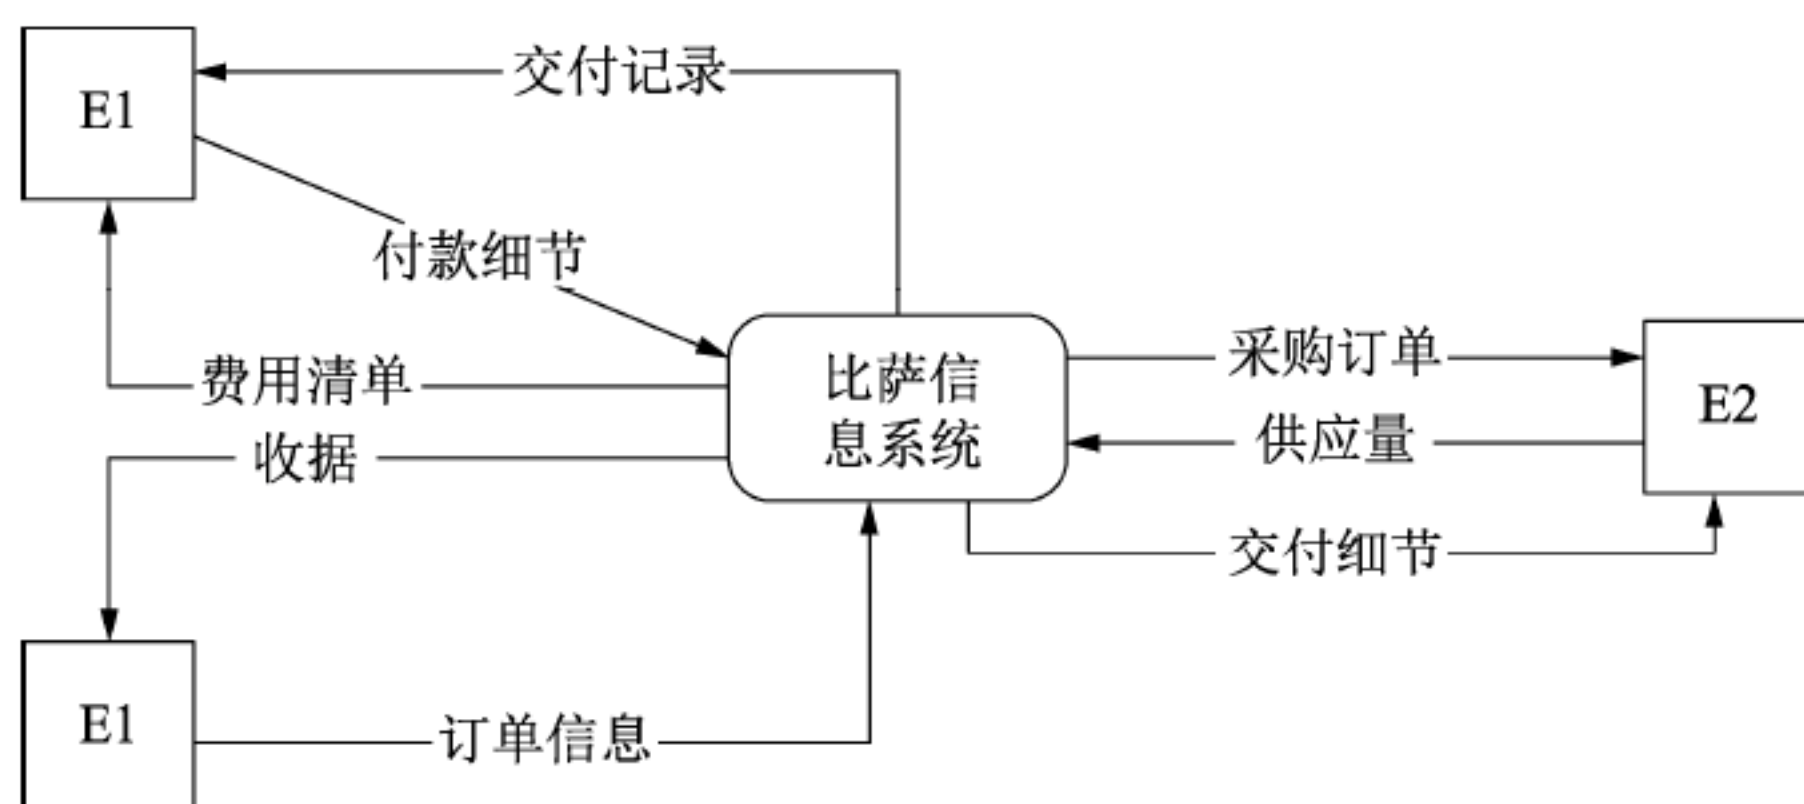 交付记录
E1
付款细节
费用清单
收据
比萨信
息系统
采购订单
供应量
E2
交付细节
E1
订单信息